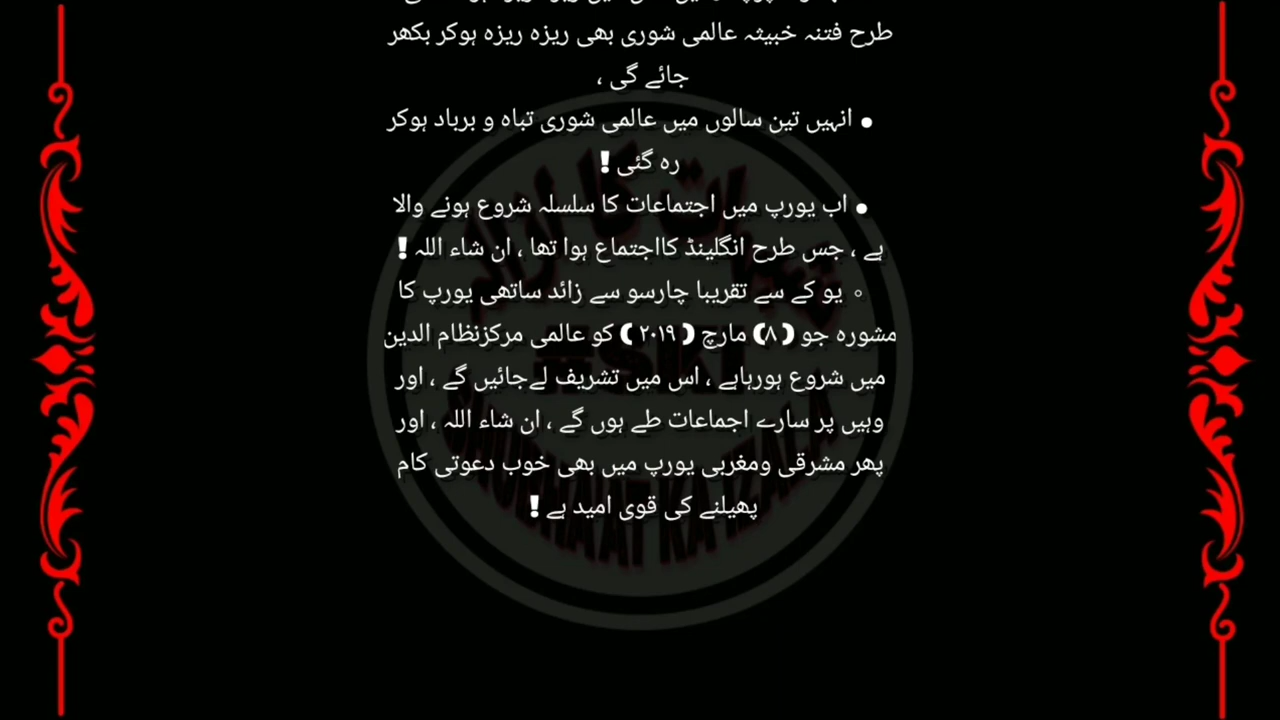 طرح فتنہ خبیثہ عالمی شوری بھی ریزہ ریزہ ہوکر بکھر
جائے گی ،
• انہیں تین سالوں میں عالمی شوری تباہ و برباد ہوکر
رہ گئی !
• اب یورپ میں اجتماعات کا سلسلہ شروع ہونے والا
ہے ، جس طرح انگلینڈ کااجتماع ہوا تھا ، ان شاء اللہ !
◦ یو کے سے تقریبا چارسو سے زائد ساتھی یورپ کا
مشورہ جو ( ۸) مارچ ( ۲۰۱۹ ) کو عالمی مرکزنظام الدین
میں شروع ہورہاہے ، اس میں تشریف لےجائیں گے ، اور
وہیں پر سارے اجماعات طے ہوں گے ، ان شاء اللہ ، اور
پھر مشرقی ومغربی یورپ میں بھی خوب دعوتی کام
پھیلنے کی قوی امید ہے !